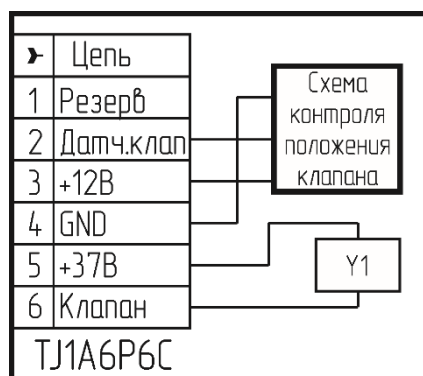 Цепь
1 Резерв
2 Датч.клап
3 +12В
4 GND
5 +37В
6 Клапан
TJ1A6P6C
Схема
контроля
положения
клапана
Y1